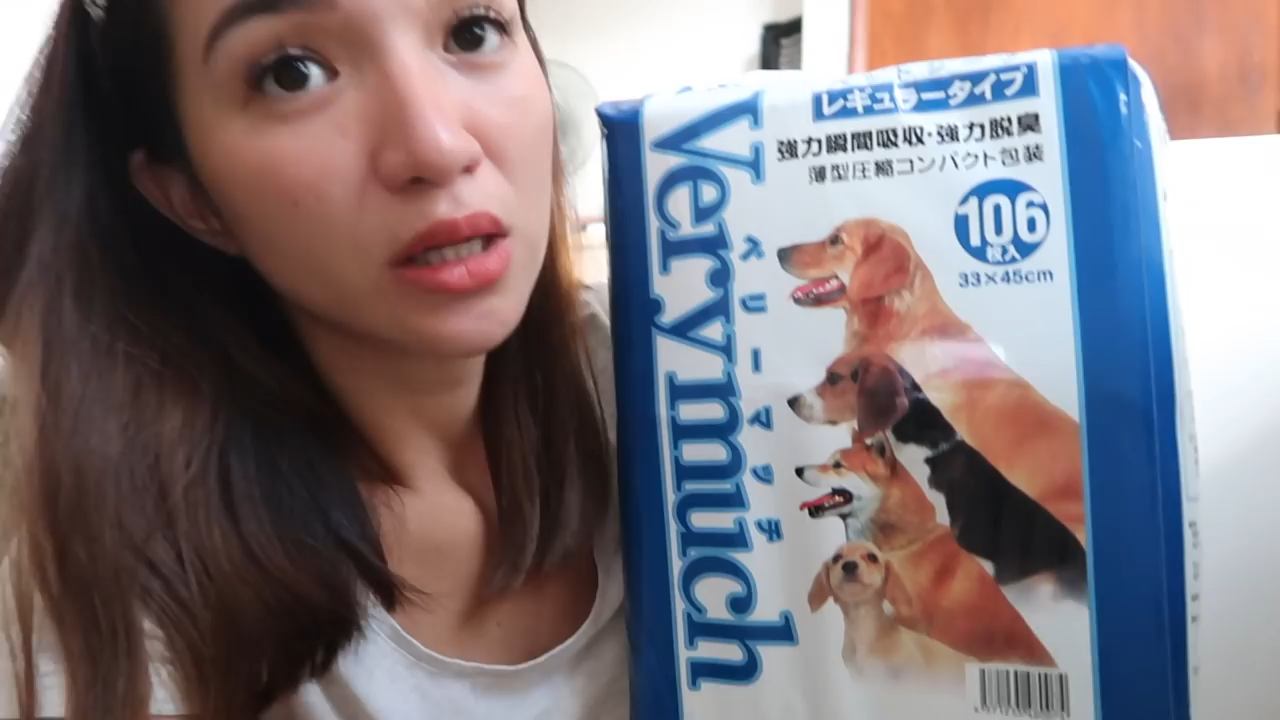 レギュラータイプ
強力瞬間吸収・強力脱臭
薄型圧縮コンパクト包装
106
枚入
33×45cm
Verymuch
ベリーマッチ